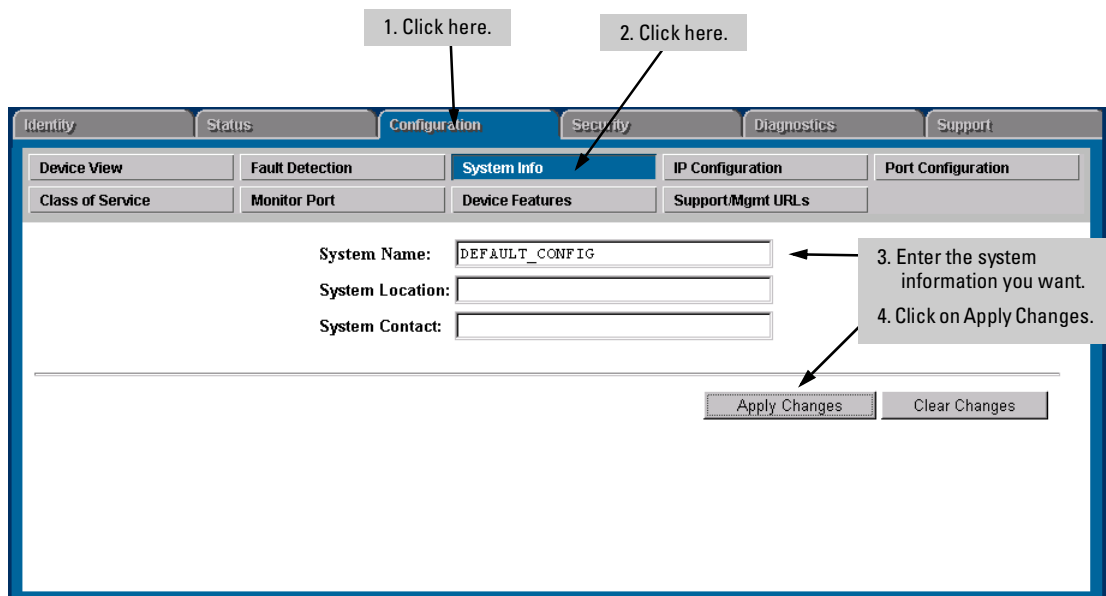 1. Click here.
2. Click here.
Identity Status Configuration Security Diagnostics Support
Device View Fault Detection System Info IP Configuration Port Configuration
Class of Service Monitor Port Device Features Support/Mgmt URLs
System Name: DEFAULT_CONFIG
System Location:
System Contact:
3. Enter the system
information you want.
4. Click on Apply Changes.
Apply Changes Clear Changes